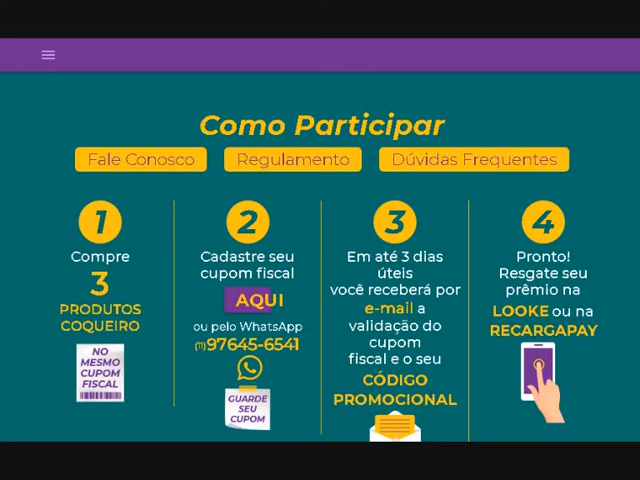 Como Participar
Fale Conosco
Regulamento
Dúvidas Frequentes
1
Compre
3
PRODUTOS
COQUEIRO
NO
MESMO
CUPOM
FISCAL
2
Cadastre seu
cupom fiscal
AQUI
ou pelo WhatsApp
(11)97645-6541
GUARDE
SEU
CUPOM
3
Em até 3 dias
úteis
você receberá por
e-mail a
validação do
cupom
fiscal e o seu
CÓDIGO
PROMOCIONAL
4
Pronto!
Resgate seu
prêmio na
LOOKE ou na
RECARGAPAY